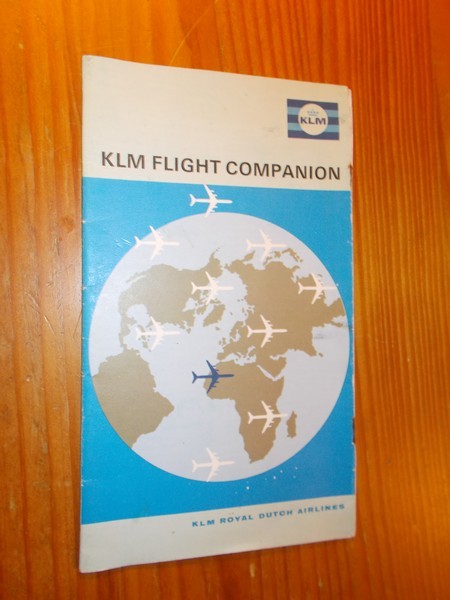 KLM
KLM FLIGHT COMPANION
KLM ROYAL DUTCH AIRLINES